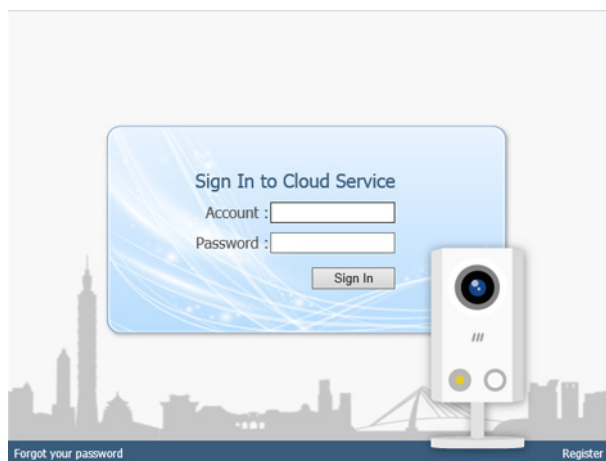 Sign In to Cloud Service
Account :
Password :
Sign In
Forgot your password
Register